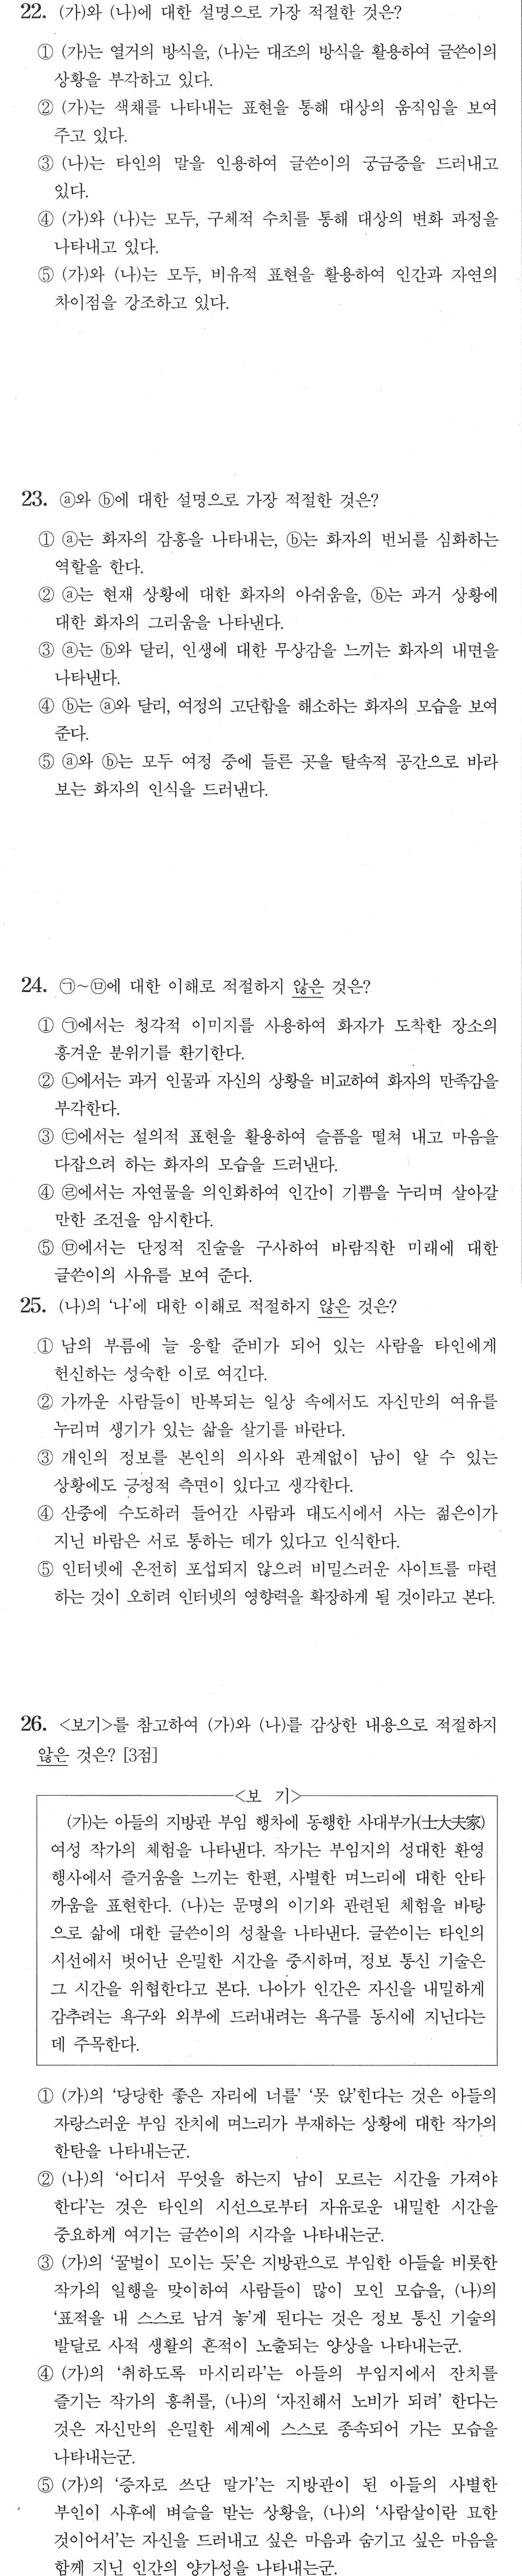 22. (가)와 (나)에 대한 설명으로 가장 적절한 것은?
① (가)는 열거의 방식을, (나)는 대조의 방식을 활용하여 글쓴이의
상황을 부각하고 있다.
② (가)는 색채를 나타내는 표현을 통해 대상의 움직임을 보여
주고 있다.
③ (나)는 타인의 말을 인용하여 글쓴이의 궁금증을 드러내고
있다.
④ (가)와 (나)는 모두, 구체적 수치를 통해 대상의 변화 과정을
나타내고 있다.
⑤ (가)와 (나)는 모두, 비유적 표현을 활용하여 인간과 자연의
차이점을 강조하고 있다.
23. ⓐ와 ⓑ에 대한 설명으로 가장 적절한 것은?
① ⓐ는 화자의 감흥을 나타내는, ⓑ는 화자의 번뇌를 심화하는
역할을 한다.
② ⓐ는 현재 상황에 대한 화자의 아쉬움을, ⓑ는 과거 상황에
대한 화자의 그리움을 나타낸다.
③ ⓐ는 ⓑ와 달리, 인생에 대한 무상감을 느끼는 화자의 내면을
나타낸다.
④ ⓑ는 ⓐ와 달리, 여정의 고단함을 해소하는 화자의 모습을 보여
준다.
⑤ ⓐ와 ⓑ는 모두 여정 중에 들른 곳을 탈속적 공간으로 바라
보는 화자의 인식을 드러낸다.
24. ㉠~㉤에 대한 이해로 적절하지 않은 것은?
① ㉠에서는 청각적 이미지를 사용하여 화자가 도착한 장소의
흥겨운 분위기를 환기한다.
② ㉡에서는 과거 인물과 자신의 상황을 비교하여 화자의 만족감을
부각한다.
③ ㉢에서는 설의적 표현을 활용하여 슬픔을 떨쳐 내고 마음을
다잡으려 하는 화자의 모습을 드러낸다.
④ ㉣에서는 자연물을 의인화하여 인간이 기쁨을 누리며 살아갈
만한 조건을 암시한다.
⑤ ㉤에서는 단정적 진술을 구사하여 바람직한 미래에 대한
글쓴이의 사유를 보여 준다.
25. (나)의 ‘나’에 대한 이해로 적절하지 않은 것은?
① 남의 부름에 늘 응할 준비가 되어 있는 사람을 타인에게
헌신하는 성숙한 이로 여긴다.
② 가까운 사람들이 반복되는 일상 속에서도 자신만의 여유를
누리며 생기가 있는 삶을 살기를 바란다.
③ 개인의 정보를 본인의 의사와 관계없이 남이 알 수 있는
상황에도 긍정적 측면이 있다고 생각한다.
④ 산중에 수도하러 들어간 사람과 대도시에서 사는 젊은이가
지닌 바람은 서로 통하는 데가 있다고 인식한다.
⑤ 인터넷에 온전히 포섭되지 않으려 비밀스러운 사이트를 마련
하는 것이 오히려 인터넷의 영향력을 확장하게 될 것이라고 본다.
26. <보기>를 참고하여 (가)와 (나)를 감상한 내용으로 적절하지
않은 것은? [3점]
<보 기>
(가)는 아들의 지방관 부임 행차에 동행한 사대부가(士大夫家)
여성 작가의 체험을 나타낸다. 작가는 부임지의 성대한 환영
행사에서 즐거움을 느끼는 한편, 사별한 며느리에 대한 안타
까움을 표현한다. (나)는 문명의 이기와 관련된 체험을 바탕
으로 삶에 대한 글쓴이의 성찰을 나타낸다. 글쓴이는 타인의
시선에서 벗어난 은밀한 시간을 중시하며, 정보 통신 기술은
그 시간을 위협한다고 본다. 나아가 인간은 자신을 내밀하게
감추려는 욕구와 외부에 드러내려는 욕구를 동시에 지닌다는
데 주목한다.
① (가)의 ‘당당한 좋은 자리에 너를’ ‘못 앉’힌다는 것은 아들의
자랑스러운 부임 잔치에 며느리가 부재하는 상황에 대한 작가의
한탄을 나타내는군.
② (나)의 ‘어디서 무엇을 하는지 남이 모르는 시간을 가져야
한다’는 것은 타인의 시선으로부터 자유로운 내밀한 시간을
중요하게 여기는 글쓴이의 시각을 나타내는군.
③ (가)의 ‘꿀벌이 모이는 듯’은 지방관으로 부임한 아들을 비롯한
작가의 일행을 맞이하여 사람들이 많이 모인 모습을, (나)의
‘표적을 내 스스로 남겨 놓’게 된다는 것은 정보 통신 기술의
발달로 사적 생활의 흔적이 노출되는 양상을 나타내는군.
④ (가)의 ‘취하도록 마시리라’는 아들의 부임지에서 잔치를
즐기는 작가의 흥취를, (나)의 ‘자진해서 노비가 되려’ 한다는
것은 자신만의 은밀한 세계에 스스로 종속되어 가는 모습을
나타내는군.
⑤ (가)의 ‘증자로 쓰단 말가’는 지방관이 된 아들의 사별한
부인이 사후에 벼슬을 받는 상황을, (나)의 ‘사람살이란 묘한
것이어서’는 자신을 드러내고 싶은 마음과 숨기고 싶은 마음을
함께 지닌 인간의 양가성을 나타내는군.